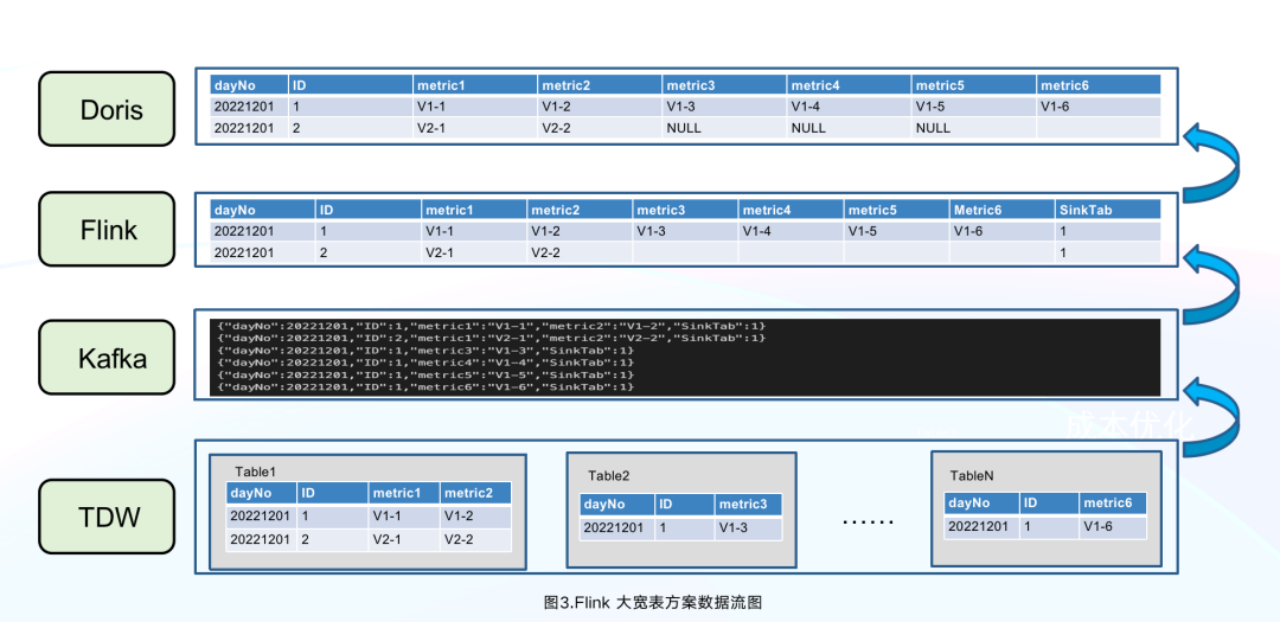 Doris
dayNo ID metric1 metric2 metric3 metric4 metric5 metric6
20221201 1 V1-1 V1-2 V1-3 V1-4 V1-5 V1-6
20221201 2 V2-1 V2-2 NULL NULL NULL
Flink
dayNo ID metric1 metric2 metric3 metric4 metric5 Metric6 SinkTab
20221201 1 V1-1 V1-2 V1-3 V1-4 V1-5 V1-6 1
20221201 2 V2-1 V2-2 1
Kafka
{"dayNo":20221201,"ID":1,"metric1":"V1-1","metric2":"V1-2","SinkTab":1}
{"dayNo":20221201,"ID":2,"metric1":"V2-1","metric2":"V2-2","SinkTab":1}
{"dayNo":20221201,"ID":1,"metric3":"V1-3","SinkTab":1}
{"dayNo":20221201,"ID":1,"metric4":"V1-4","SinkTab":1}
{"dayNo":20221201,"ID":1,"metric5":"V1-5","SinkTab":1}
{"dayNo":20221201,"ID":1,"metric6":"V1-6","SinkTab":1}
成本优化
TDW
Table1
dayNo ID metric1 metric2
20221201 1 V1-1 V1-2
20221201 2 V2-1 V2-2
Table2
dayNo ID metric3
20221201 1 V1-3
......
TableN
dayNo ID metric6
20221201 1 V1-6
图3.Flink 大宽表方案数据流图